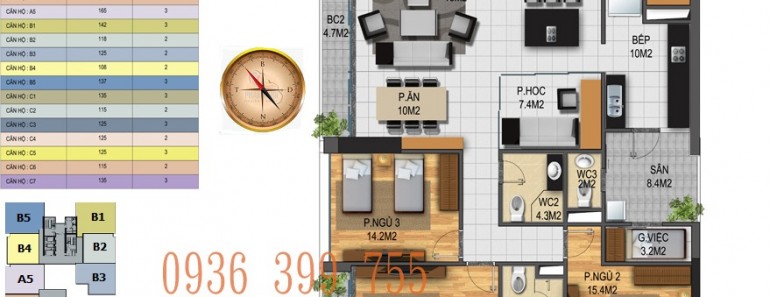 CĂN HỘ : A5 165 3
CĂN HỘ : B1 142 3
CĂN HỘ : B2 118 2
CĂN HỘ : B3 125 2
CĂN HỘ : B4 108 2
CĂN HỘ : B5 137 3
CĂN HỘ : C1 135 3
CĂN HỘ : C2 115 2
CĂN HỘ : C3 125 3
CĂN HỘ : C4 125 2
CĂN HỘ : C5 125 3
CĂN HỘ : C6 115 2
CĂN HỘ : C7 135 3
B
T
D
N
B5
B1
B4
B2
A5
B3
BC2
4.7M2
BẾP
10M2
P.ĂN
10M2
P.HOC
7.4M2
WC3
2M2
SÂN
8.4M2
WC2
4.3M2
P.NGỦ 3
14.2M2
G.VIỆC
3.2M2
P.NGỦ 2
15.4M2
0936 399 755